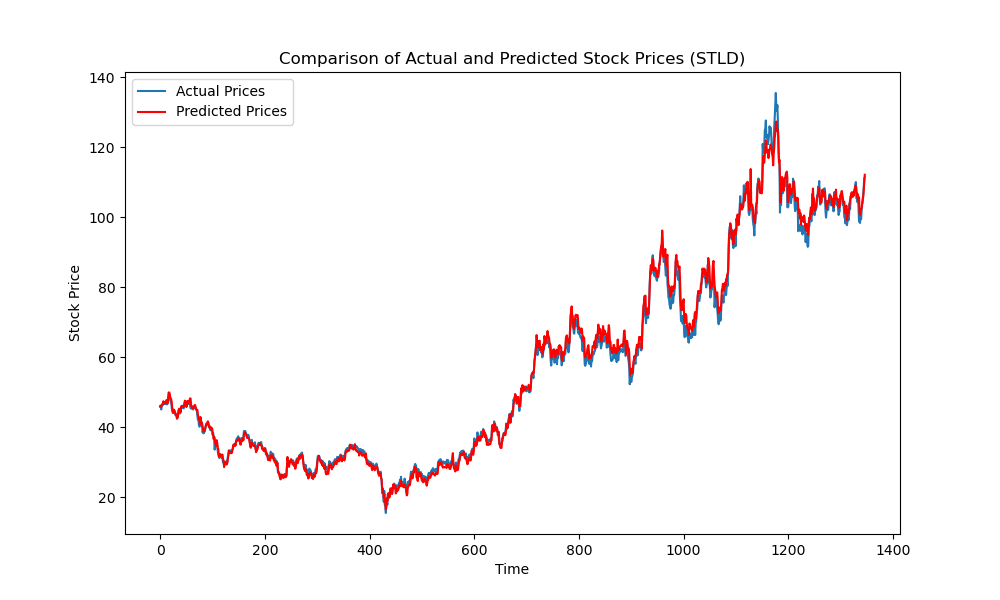 Comparison of Actual and Predicted Stock Prices (STLD)
Actual Prices
Predicted Prices
140
120
100
80
60
40
20
Stock Price
0 200 400 600 800 1000 1200 1400
Time